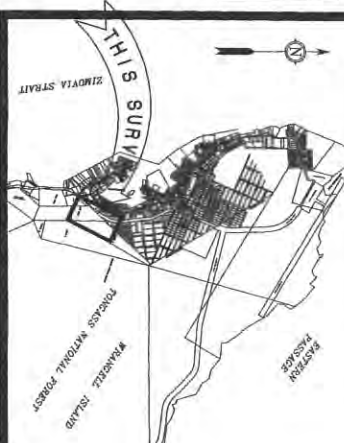 THIS SURV
ZIMOVIA STRAIT
N
TONGASS NATIONAL FOREST
WRANGELL ISLAND
EASTERN
PASSAGE